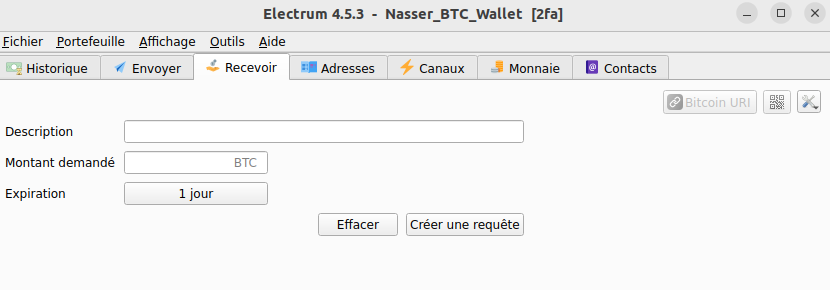 Electrum 4.5.3 - Nasser_BTC_Wallet [2fa]
Fichier Portefeuille Affichage Outils Aide
Historique Envoyer Recevoir Adresses Canaux Monnaie Contacts
Bitcoin URI
Description
Montant demandé BTC
Expiration 1 jour
Effacer Créer une requête